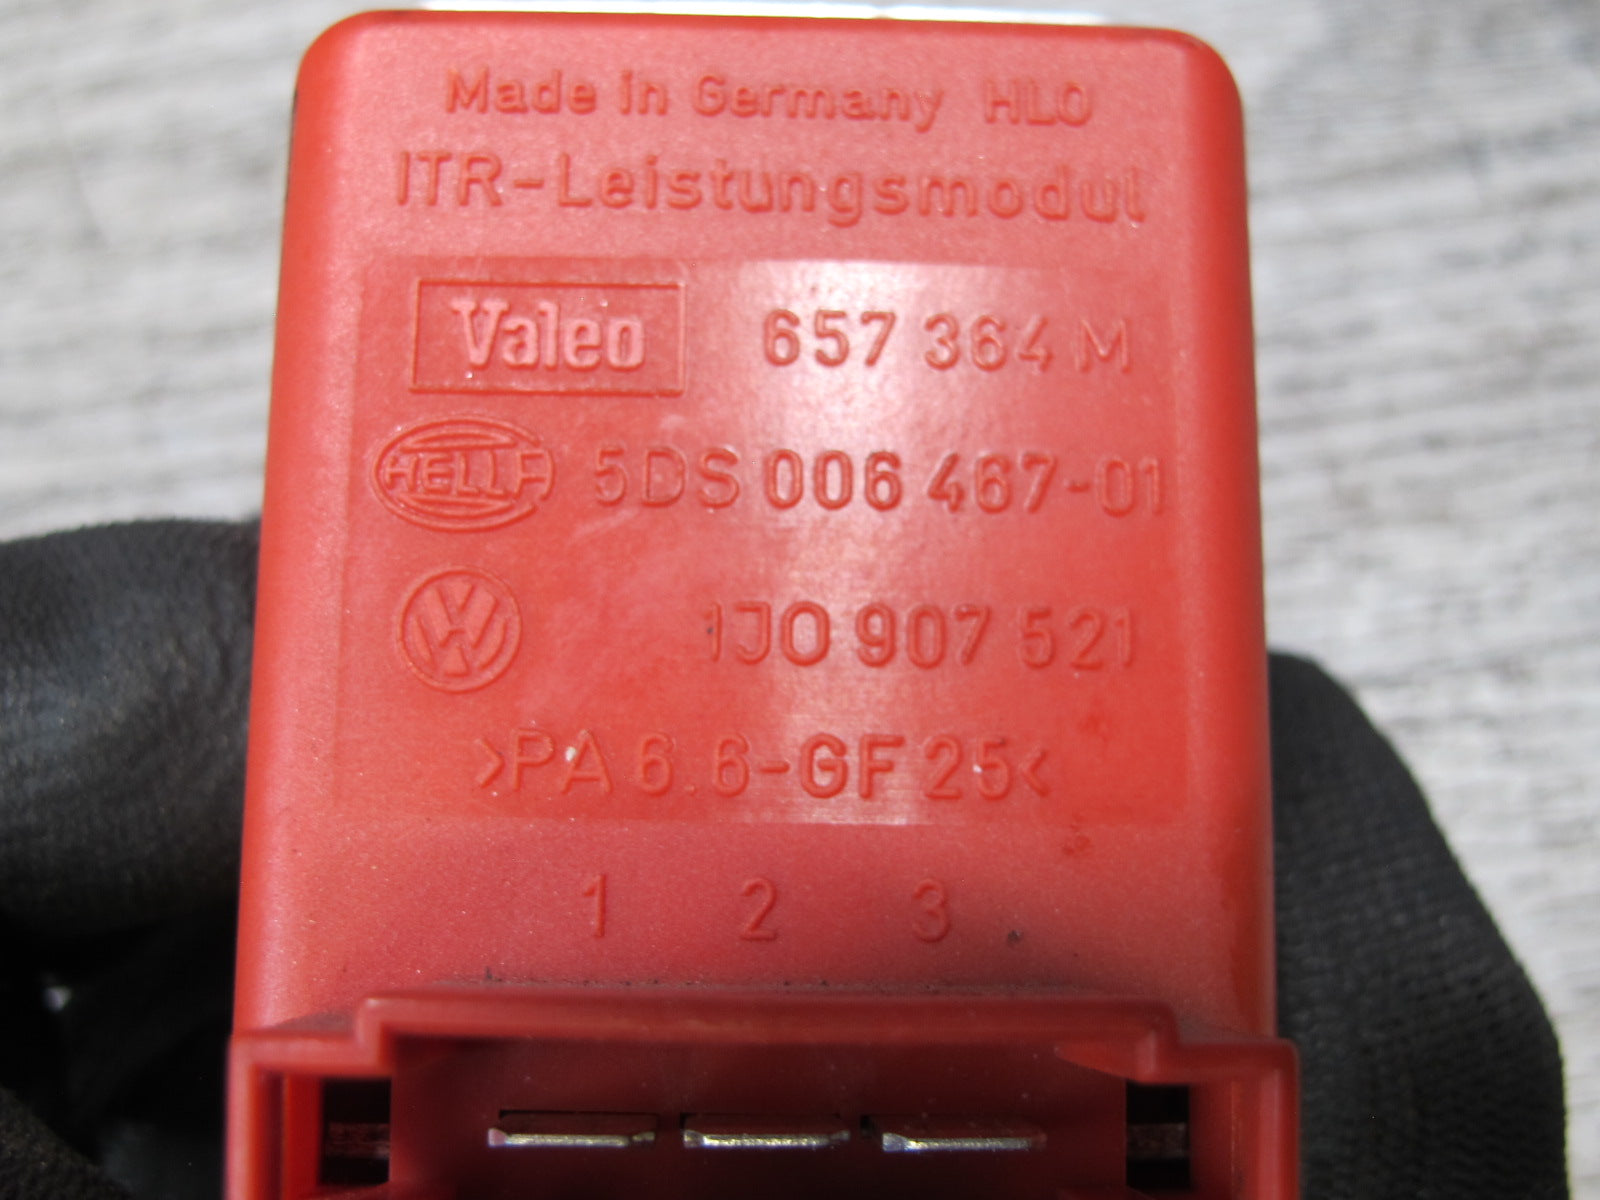 Made in Germany HLO
ITR-Leistungsmodul
Valeo 657 364 M
HELLA 5DS 006 467-01
VW 1J0 907 521
>PA 6.6-GF 25<
1 2 3